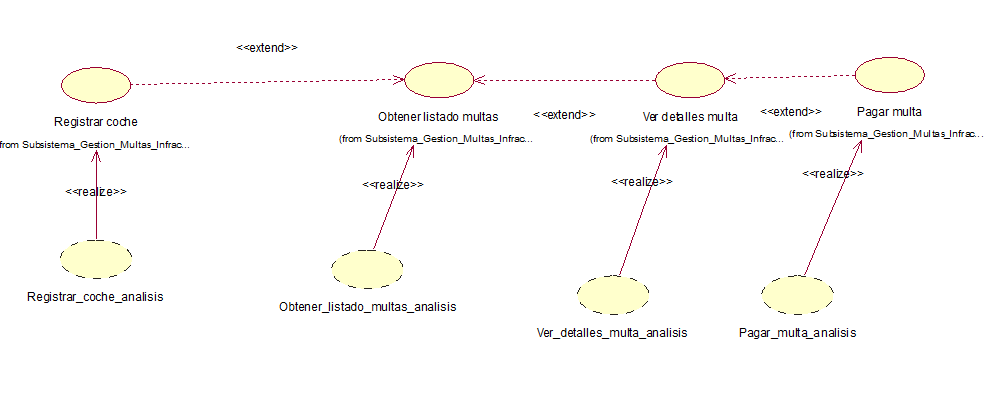 <<extend>>
Registrar coche
(from Subsistema_Gestion_Multas_Infrac...
Obtener listado multas
(from Subsistema_Gestion_Multas_Infrac...
<<extend>>
Ver detalles multa
(from Subsistema_Gestion_Multas_Infrac...
<<extend>>
Pagar multa
(from Subsistema_Gestion_Multas_Infrac...
<<realize>>
<<realize>>
<<realize>>
<<realize>>
Registrar_coche_analisis
Obtener_listado_multas_analisis
Ver_detalles_multa_analisis
Pagar_multa_analisis